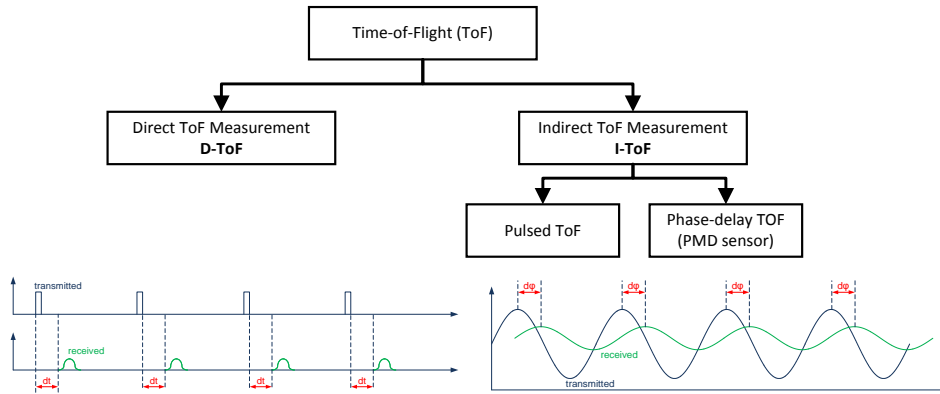 Time-of-Flight (ToF)
Direct ToF Measurement
D-ToF
Indirect ToF Measurement
I-ToF
Pulsed ToF
Phase-delay TOF
(PMD sensor)
transmitted
received
dt
dt
dt
dt
dφ
dφ
dφ
dφ
received
transmitted